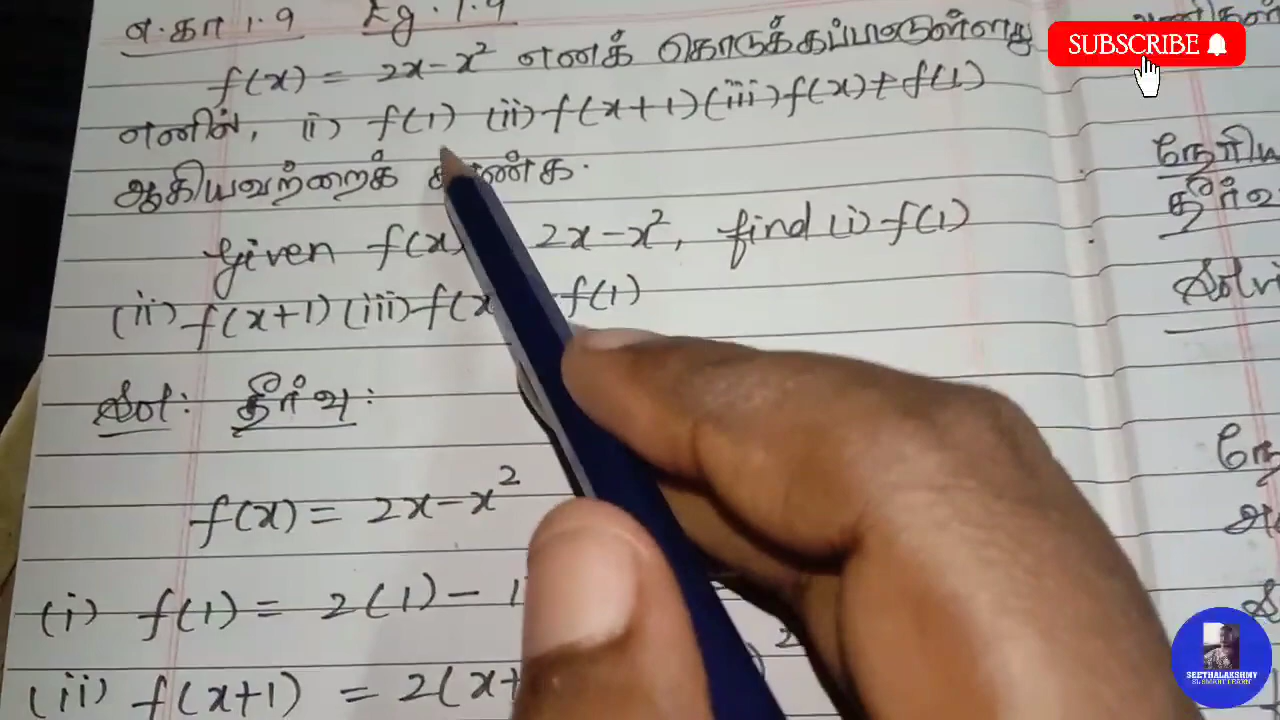 எ.கா 1.9 Eg. 1.9
f(x) = 2x-x² எனக் கொடுக்கப்பட்டுள்ளது
எனில், (i) f(1) (ii) f(x+1) (iii) f(x) + f(1)
ஆகியவற்றைக்
Given f(x) 2x-x², find (i) f(1)
(ii) f(x+1) (iii) f(x f(1)
Sol: தீர்வு:
f(x) = 2x-x²
(i) f(1) = 2(1) - 1
(ii) f(x+1) = 2(x+
SUBSCRIBE
SEETHALAKSHMY